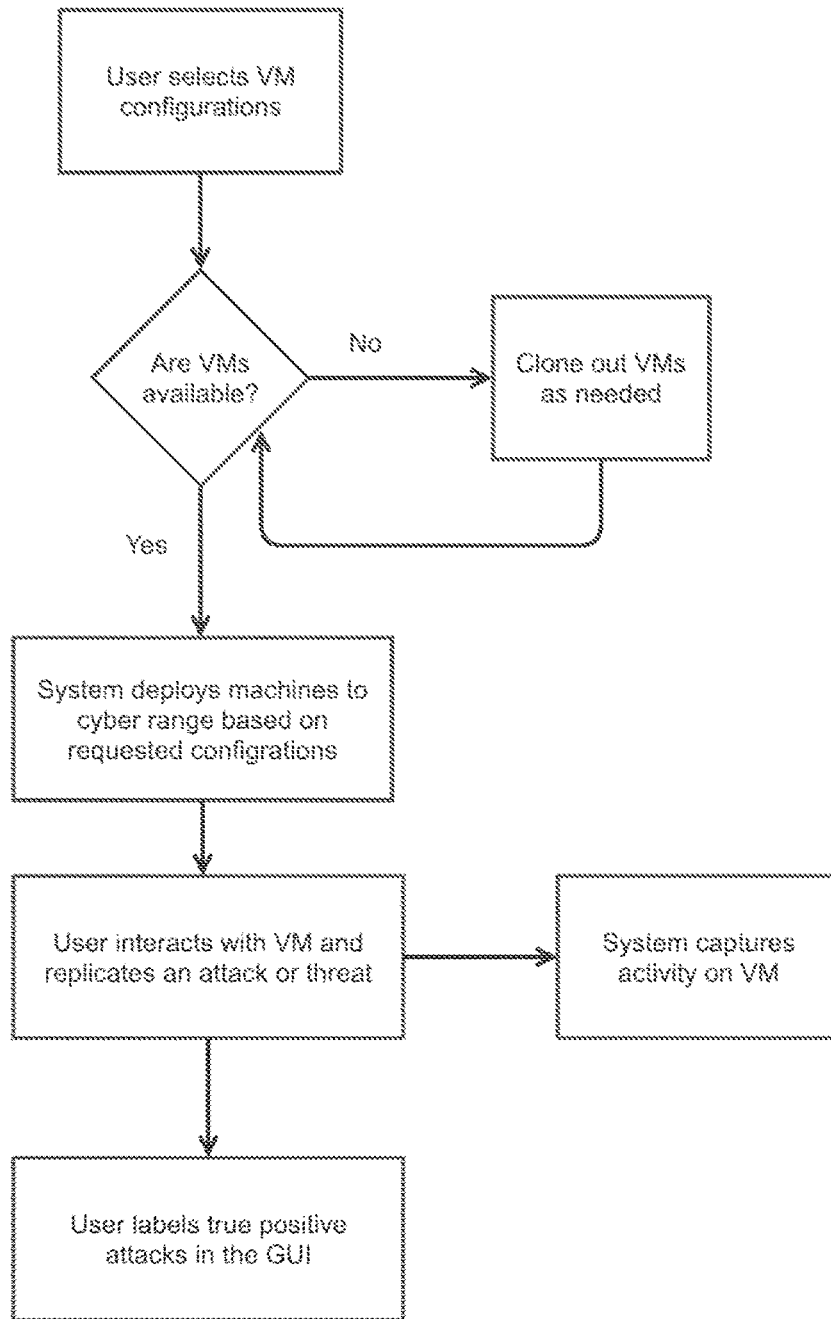 User selects VM
configurations
Are VMs
available?
No
Clone out VMs
as needed
Yes
System deploys machines to
cyber range based on
requested configrations
User interacts with VM and
replicates an attack or threat
System captures
activity on VM
User labels true positive
attacks in the GUI